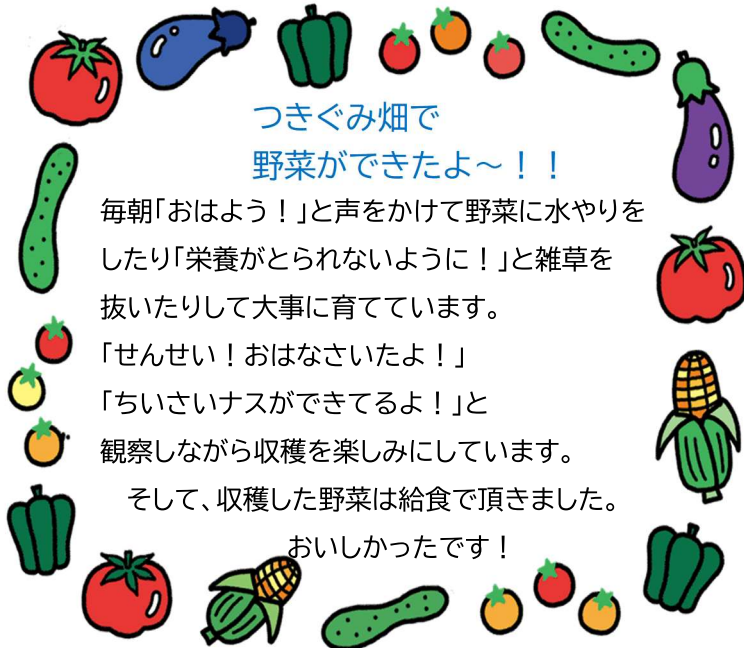 つきぐみ畑で
野菜ができたよ～！！
毎朝「おはよう！」と声をかけて野菜に水やりを
したり「栄養がとられないように！」と雑草を
抜いたりして大事に育てています。
「せんせい！おはなさいたよ！」
「ちいさいナスができてるよ！」と
観察しながら収穫を楽しみにしています。
そして、収穫した野菜は給食で頂きました。
おいしかったです！